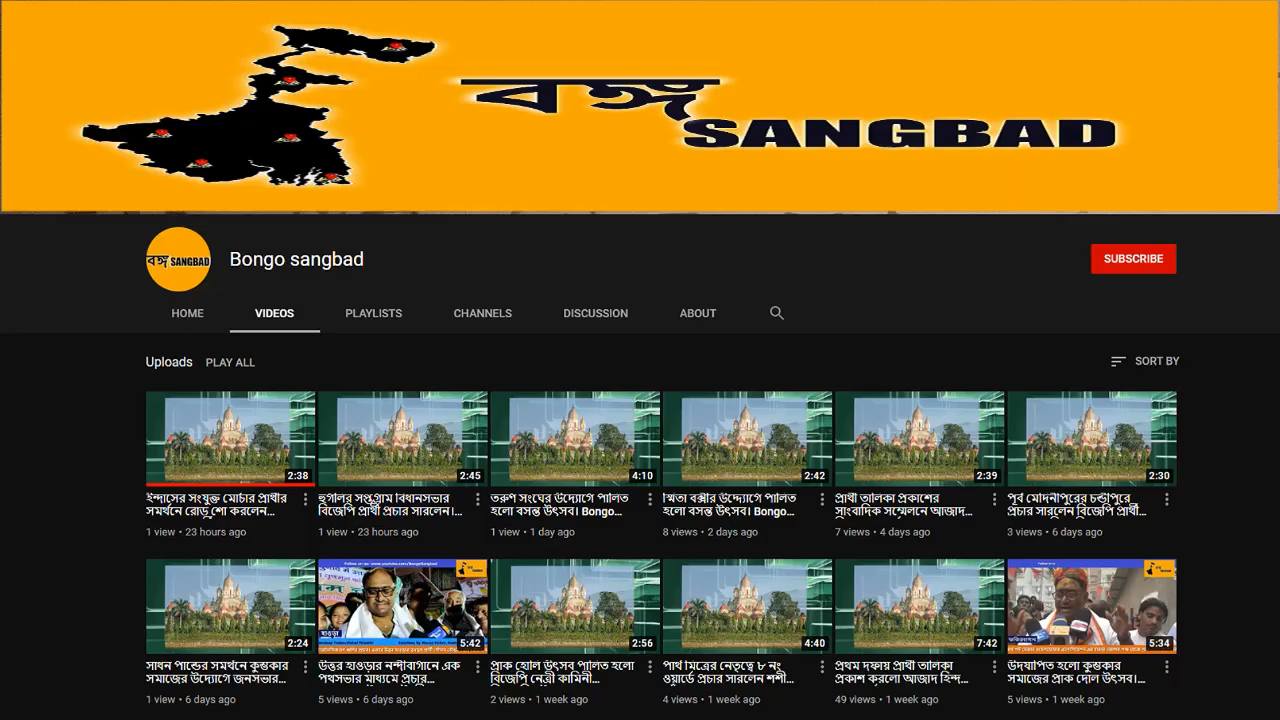 বঙ্গ
SANGBAD
বঙ্গ SANGBAD
Bongo sangbad
SUBSCRIBE
HOME VIDEOS PLAYLISTS CHANNELS DISCUSSION ABOUT
Uploads PLAY ALL
SORT BY
2:38 2:45 4:10 2:42 2:39 2:30
ইন্দাসের সংযুক্ত মোর্চার প্রার্থীর
সমর্থনে রোড শো করলেন...
1 view • 23 hours ago
হুগলির সপ্তগ্রাম বিধানসভার
বিজেপি প্রার্থী প্রচার সারলেন।...
1 view • 23 hours ago
তরুণ সংঘের উদ্যোগে পালিত
হলো বসন্ত উৎসব। Bongo...
1 view • 1 day ago
স্মিতা বক্সীর উদ্দ্যোগে পালিত
হলো বসন্ত উৎসব। Bongo...
8 views • 2 days ago
প্রার্থী তালিকা প্রকাশের
সাংবাদিক সম্মেলনে আজাদ...
7 views • 4 days ago
পূর্ব মেদিনীপুরের চন্ডীপুরে
প্রচার সারলেন বিজেপি প্রার্থী...
3 views • 6 days ago
2:24 5:42 2:56 4:40 7:42 5:34
সাধন পান্ডের সমর্থনে কুম্ভকার
সমাজের উদ্যোগে জনসভার...
1 view • 6 days ago
হাওড়া
উত্তর হাওড়ার নন্দীবাগানে এক
পথসভার মাধ্যমে প্রচার...
5 views • 6 days ago
প্রাক হোলি উৎসব পালিত হলো
বিজেপি নেত্রী কামিনী...
2 views • 1 week ago
পার্থ মিত্রের নেতৃত্বে ৮ নং
ওয়ার্ডে প্রচার সারলেন শশী...
4 views • 1 week ago
প্রথম দফায় প্রার্থী তালিকা
প্রকাশ করলো আজাদ হিন্দ...
49 views • 1 week ago
উদযাপিত হলো কুম্ভকার
সমাজের প্রাক দোল উৎসব।...
5 views • 1 week ago